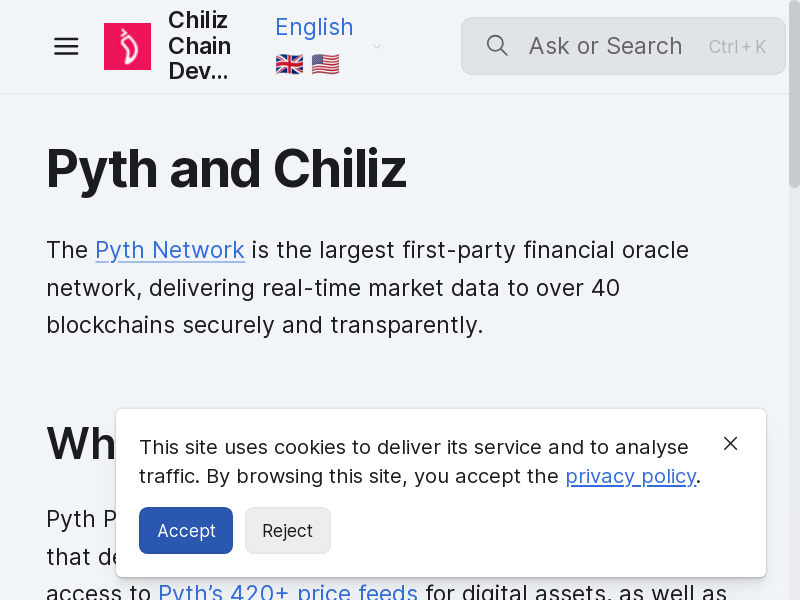 Chiliz
Chain
Dev...
English
🇬🇧 🇺🇸
Ask or Search Ctrl + K
Pyth and Chiliz
The Pyth Network is the largest first-party financial oracle
network, delivering real-time market data to over 40
blockchains securely and transparently.
Wh
Pyth P
that de
access to Pyth's 420+ price feeds for digital assets, as well as
This site uses cookies to deliver its service and to analyse
traffic. By browsing this site, you accept the privacy policy.
Accept
Reject